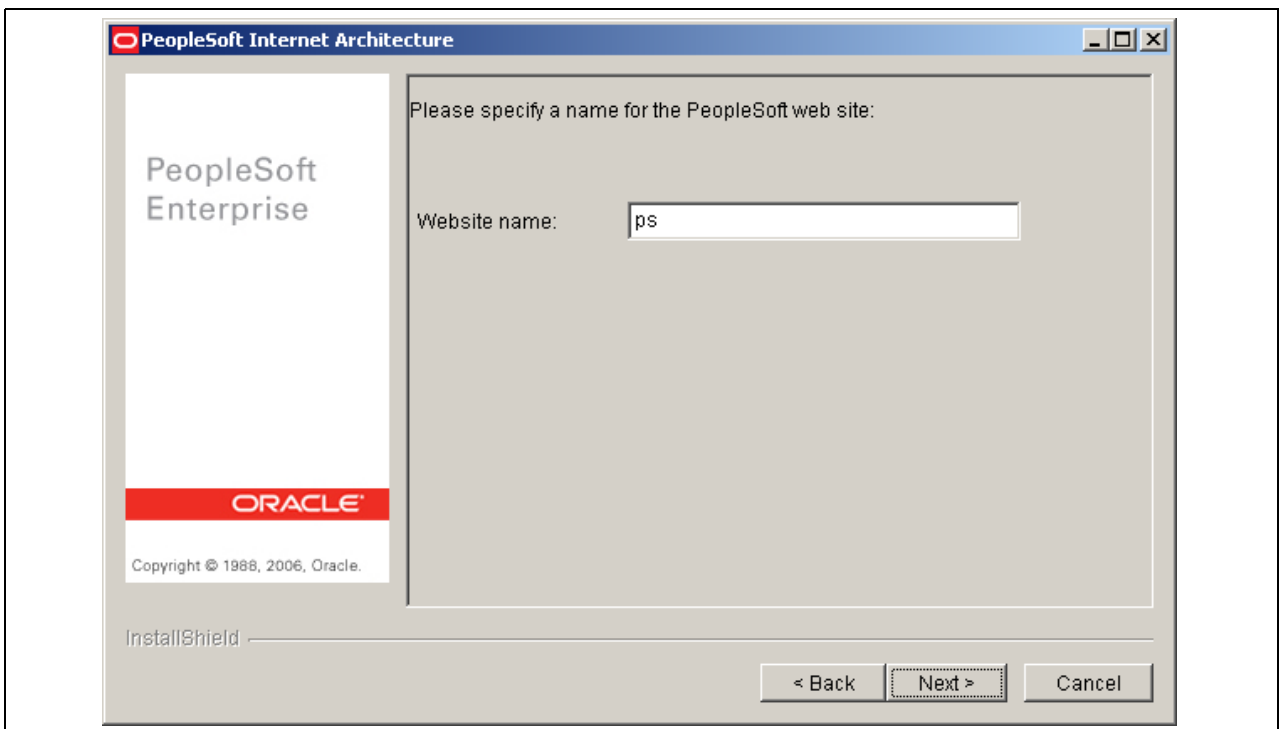 PeopleSoft Internet Architecture
Please specify a name for the PeopleSoft web site:
PeopleSoft
Enterprise
Website name:
ps
ORACLE
Copyright © 1988, 2006, Oracle.
InstallShield
< Back
Next >
Cancel